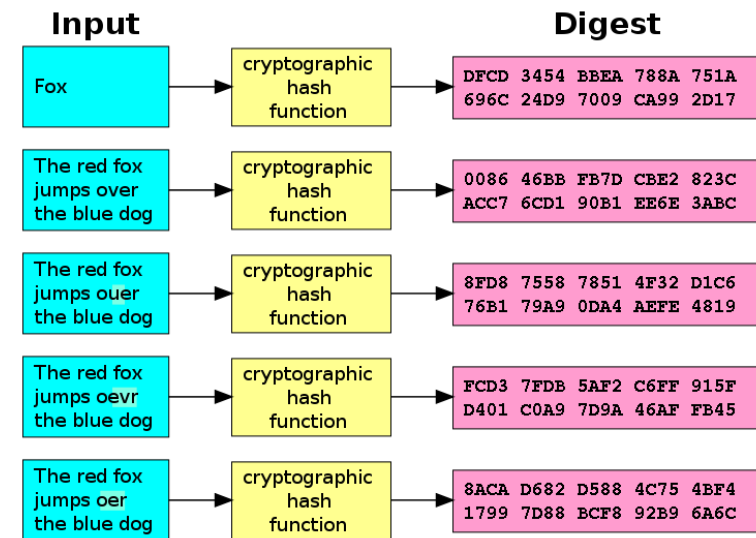 Input Digest
Fox
cryptographic
hash
function
DFCD 3454 BBEA 788A 751A
696C 24D9 7009 CA99 2D17
The red fox
jumps over
the blue dog
cryptographic
hash
function
0086 46BB FB7D CBE2 823C
ACC7 6CD1 90B1 EE6E 3ABC
The red fox
jumps ouer
the blue dog
cryptographic
hash
function
8FD8 7558 7851 4F32 D1C6
76B1 79A9 0DA4 AEFE 4819
The red fox
jumps oevr
the blue dog
cryptographic
hash
function
FCD3 7FDB 5AF2 C6FF 915F
D401 C0A9 7D9A 46AF FB45
The red fox
jumps oer
the blue dog
cryptographic
hash
function
8ACA D682 D588 4C75 4BF4
1799 7D88 BCF8 92B9 6A6C